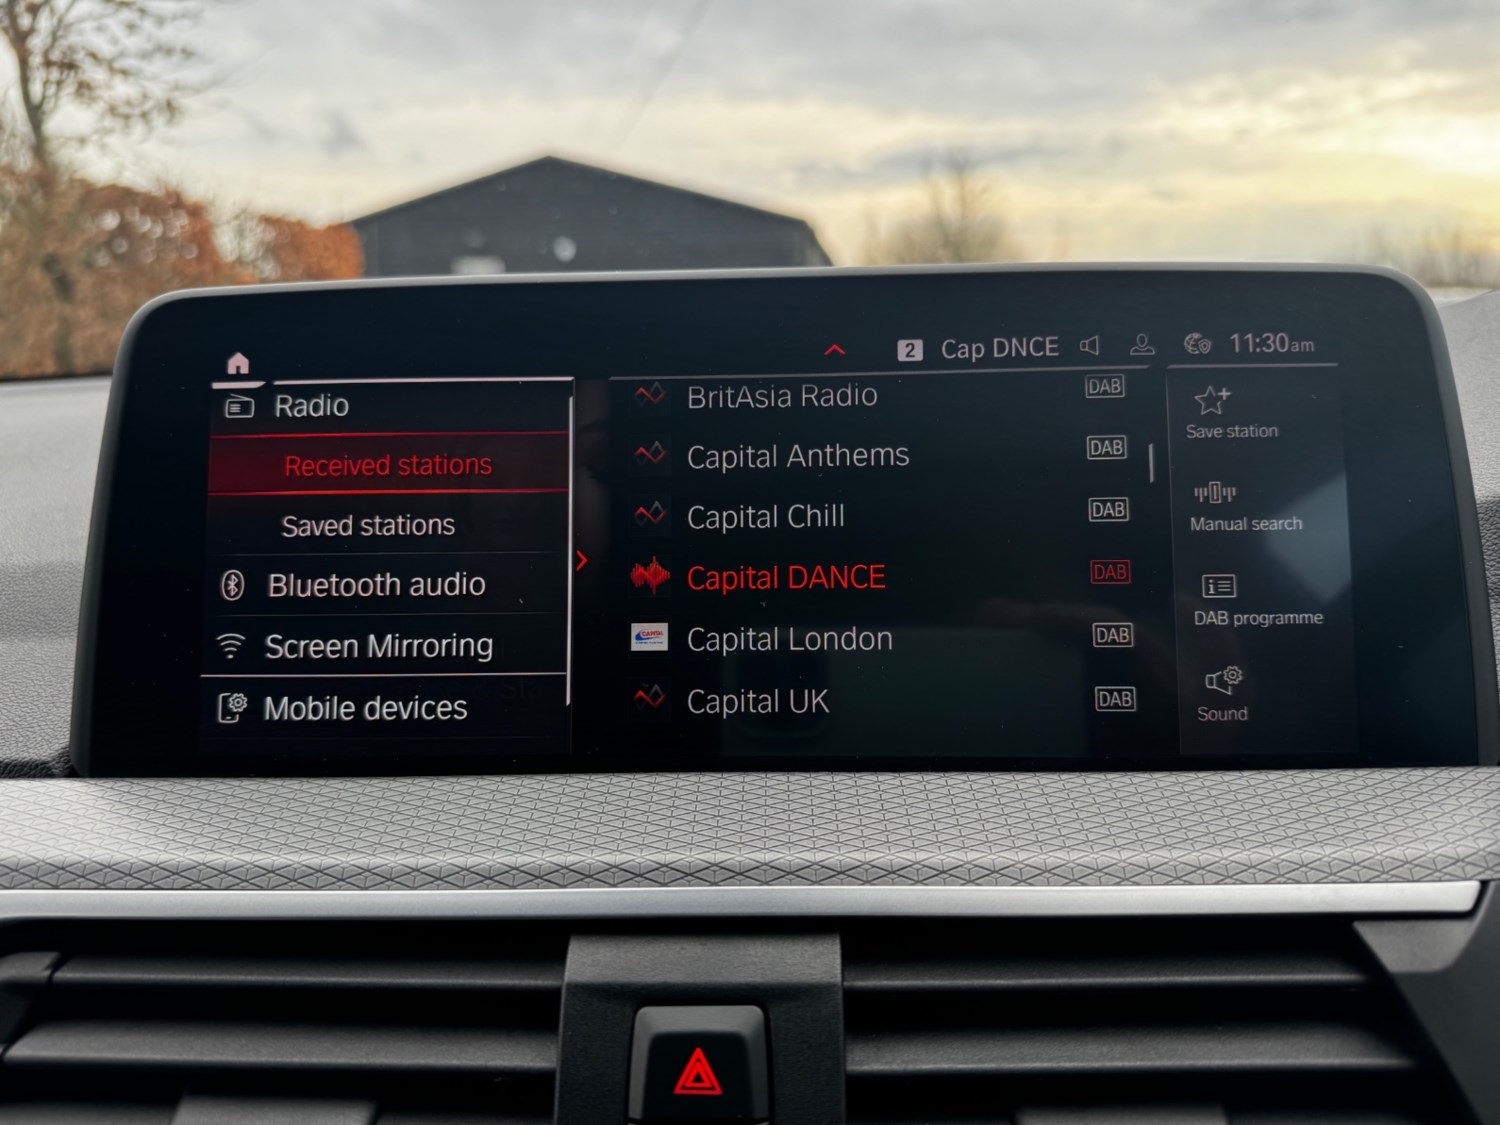 2 Cap DNCE 11:30am
Radio
Received stations
Saved stations
Bluetooth audio
Screen Mirroring
Mobile devices
BritAsia Radio DAB
Capital Anthems DAB
Capital Chill DAB
Capital DANCE DAB
CAPITAL Capital London DAB
Capital UK DAB
Save station
Manual search
DAB programme
Sound